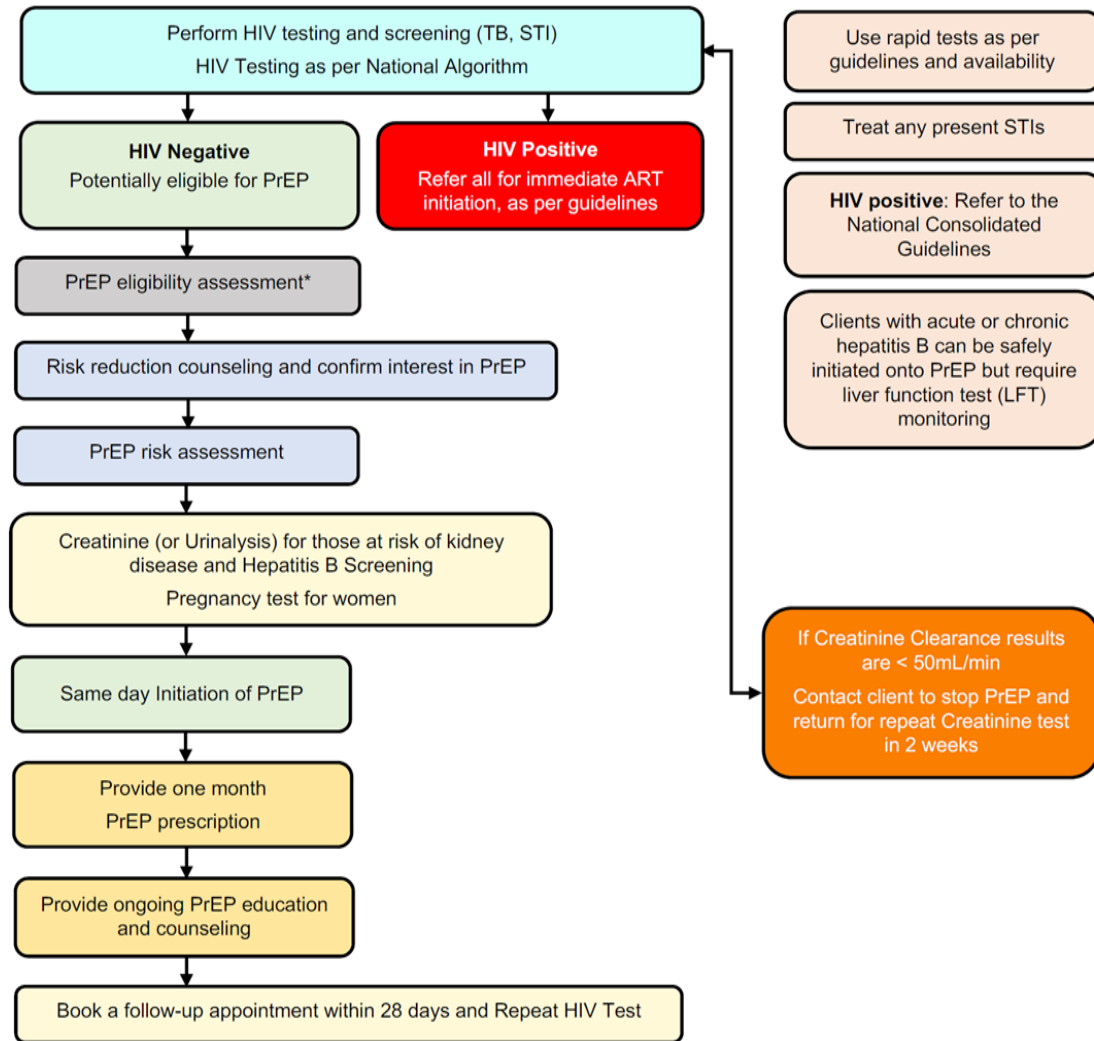 Perform HIV testing and screening (TB, STI)
HIV Testing as per National Algorithm
HIV Negative
Potentially eligible for PrEP
HIV Positive
Refer all for immediate ART
initiation, as per guidelines
PrEP eligibility assessment*
Risk reduction counseling and confirm interest in PrEP
PrEP risk assessment
Creatinine (or Urinalysis) for those at risk of kidney
disease and Hepatitis B Screening
Pregnancy test for women
Same day Initiation of PrEP
Provide one month
PrEP prescription
Provide ongoing PrEP education
and counseling
Book a follow-up appointment within 28 days and Repeat HIV Test
Use rapid tests as per
guidelines and availability
Treat any present STIs
HIV positive: Refer to the
National Consolidated
Guidelines
Clients with acute or chronic
hepatitis B can be safely
initiated onto PrEP but require
liver function test (LFT)
monitoring
If Creatinine Clearance results
are < 50mL/min
Contact client to stop PrEP and
return for repeat Creatinine test
in 2 weeks